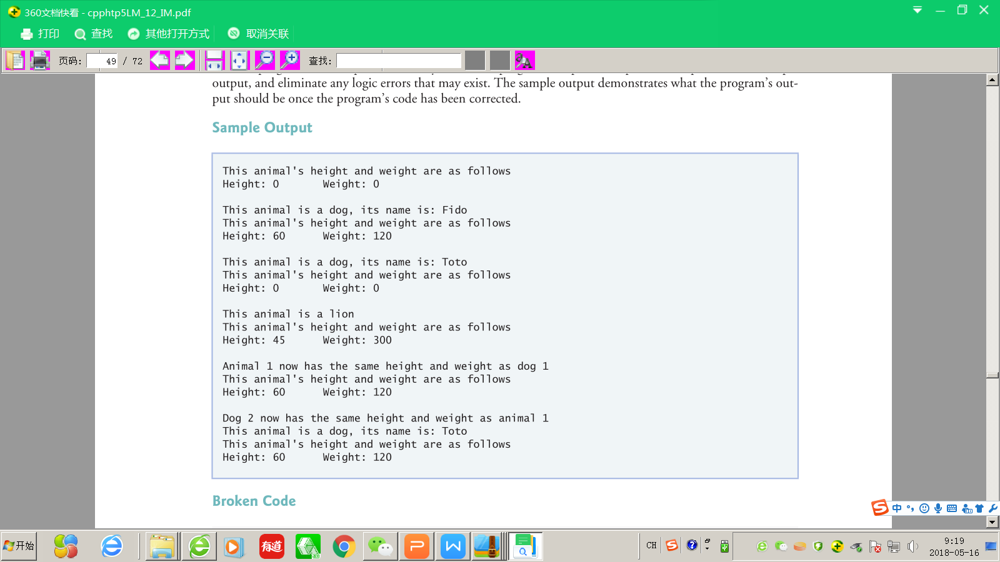 360文档快看 - cpphtp5LM_12_IM.pdf
打印 查找 其他打开方式 取消关联
页码: 49 / 72 查找:
output, and eliminate any logic errors that may exist. The sample output demonstrates what the program's out-
put should be once the program's code has been corrected.
Sample Output
This animal's height and weight are as follows
Height: 0 Weight: 0
This animal is a dog, its name is: Fido
This animal's height and weight are as follows
Height: 60 Weight: 120
This animal is a dog, its name is: Toto
This animal's height and weight are as follows
Height: 0 Weight: 0
This animal is a lion
This animal's height and weight are as follows
Height: 45 Weight: 300
Animal 1 now has the same height and weight as dog 1
This animal's height and weight are as follows
Height: 60 Weight: 120
Dog 2 now has the same height and weight as animal 1
This animal is a dog, its name is: Toto
This animal's height and weight are as follows
Height: 60 Weight: 120
Broken Code
中
开始 有道 CH 9:19
2018-05-16